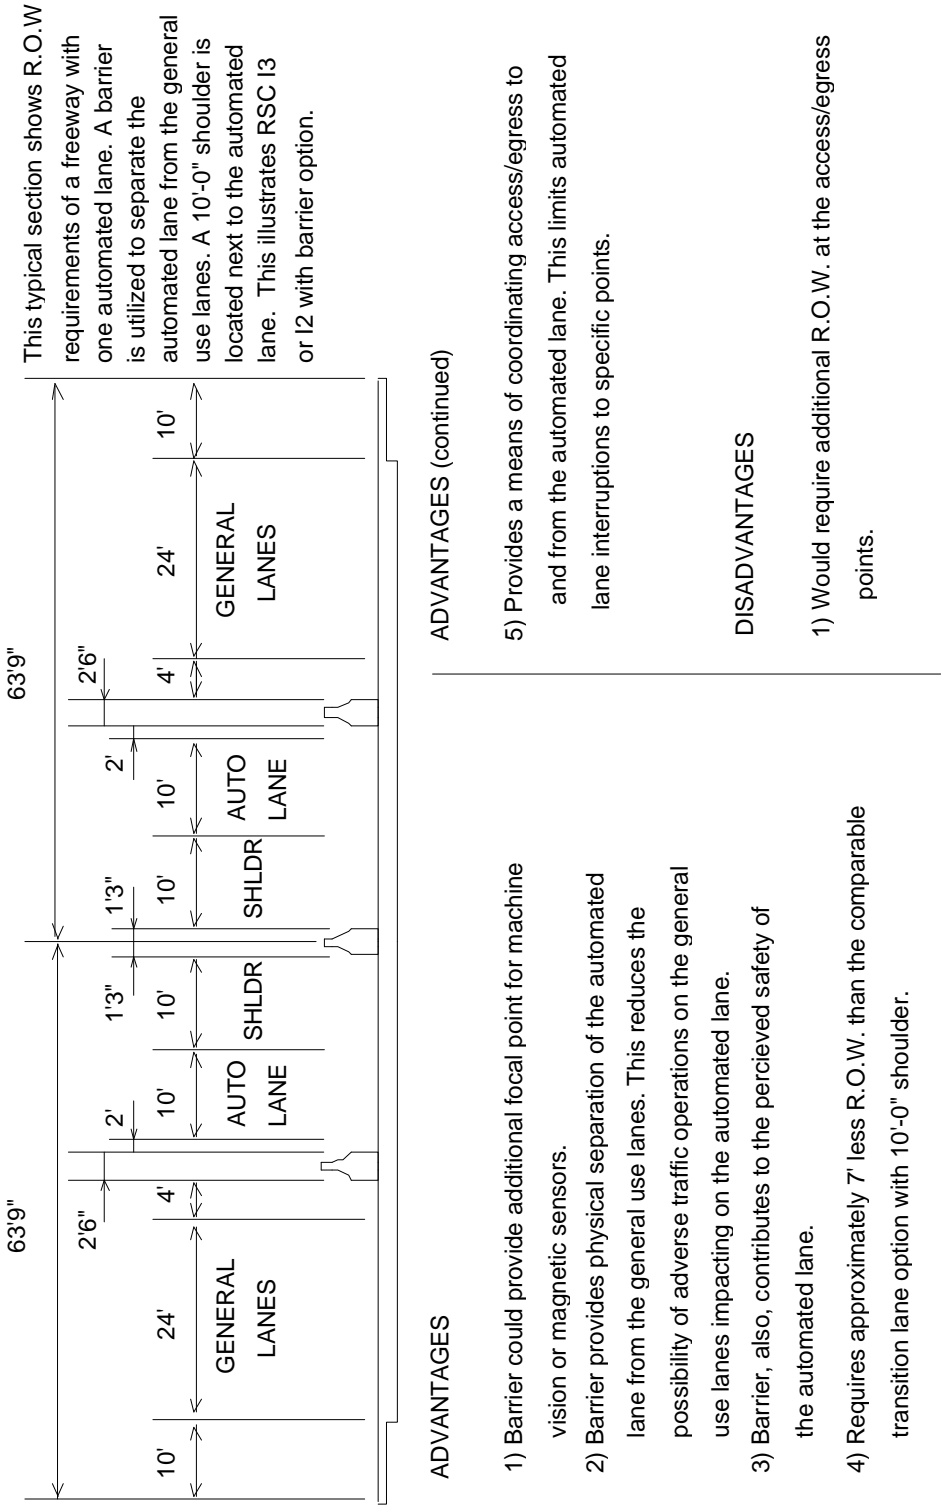 This typical section shows R.O.W
requirements of a freeway with
one automated lane. A barrier
is utilized to separate the
automated lane from the general
use lanes. A 10'-0" shoulder is
located next to the automated
lane. This illustrates RSC I3
or I2 with barrier option.
63'9"
63'9"
2'6"
2'
1'3"
1'3"
2'
2'6"
10'
24'
4'
10'
10'
10'
10'
4'
24'
10'
GENERAL
LANES
AUTO
LANE
SHLDR
SHLDR
AUTO
LANE
GENERAL
LANES
ADVANTAGES
1) Barrier could provide additional focal point for machine
vision or magnetic sensors.
2) Barrier provides physical separation of the automated
lane from the general use lanes. This reduces the
possibility of adverse traffic operations on the general
use lanes impacting on the automated lane.
3) Barrier, also, contributes to the percieved safety of
the automated lane.
4) Requires approximately 7' less R.O.W. than the comparable
transition lane option with 10'-0" shoulder.
ADVANTAGES (continued)
5) Provides a means of coordinating access/egress to
and from the automated lane. This limits automated
lane interruptions to specific points.
DISADVANTAGES
1) Would require additional R.O.W. at the access/egress
points.